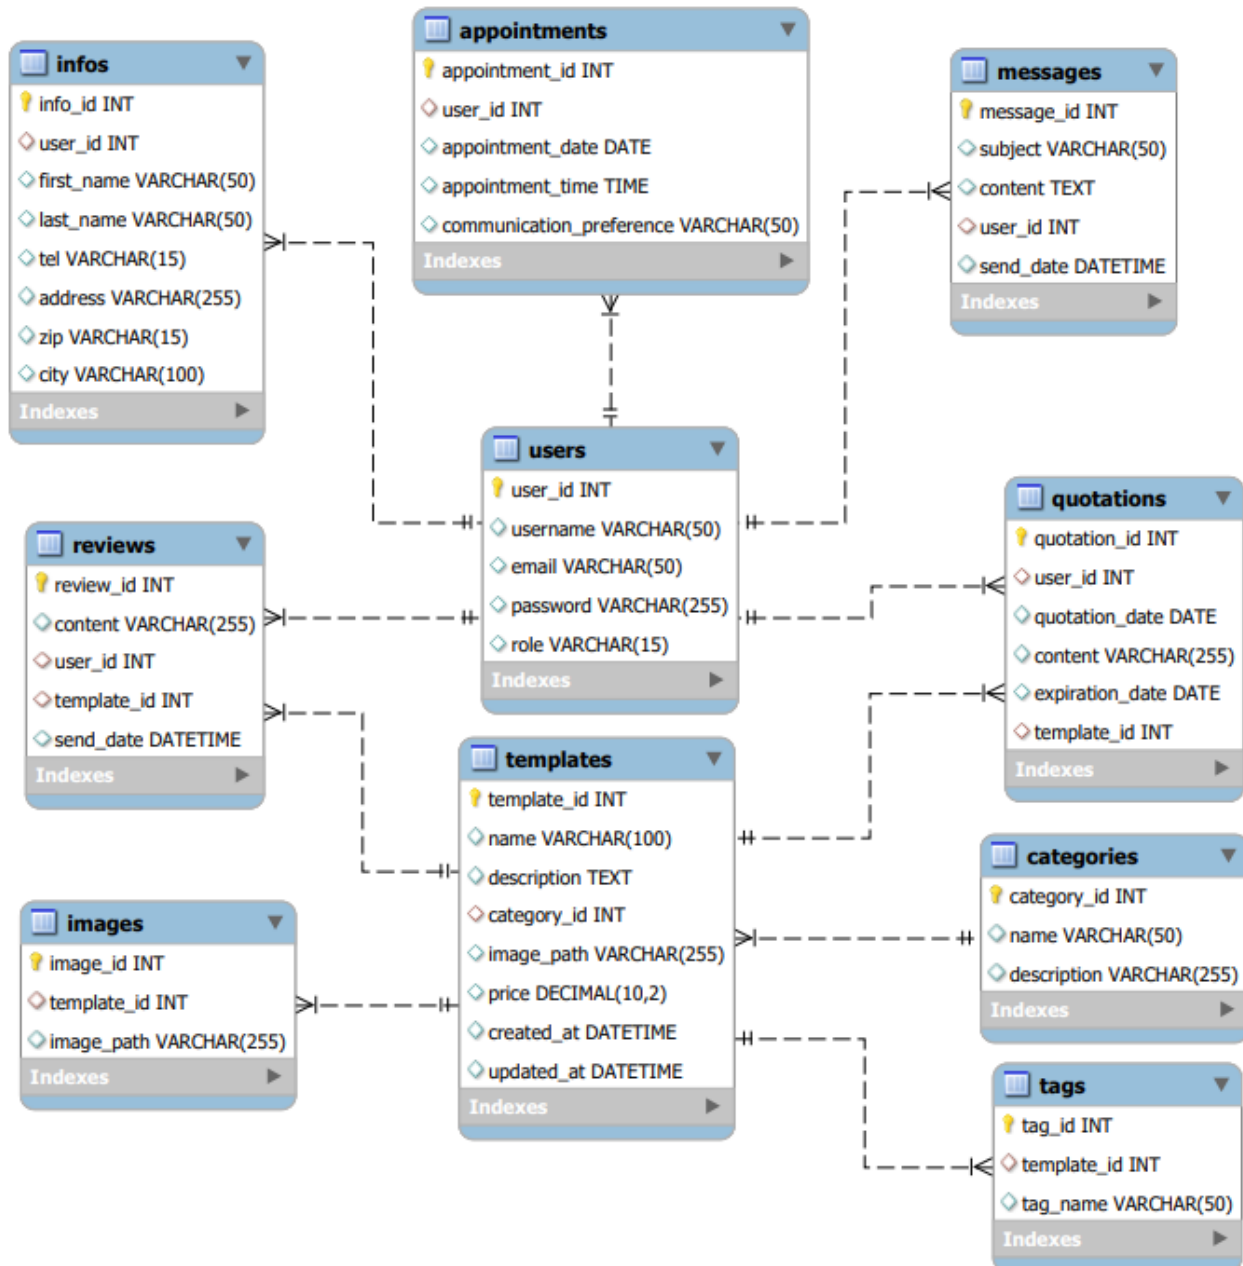 appointments
appointment_id INT
user_id INT
appointment_date DATE
appointment_time TIME
communication_preference VARCHAR(50)
Indexes
infos
info_id INT
user_id INT
first_name VARCHAR(50)
last_name VARCHAR(50)
tel VARCHAR(15)
address VARCHAR(255)
zip VARCHAR(15)
city VARCHAR(100)
Indexes
messages
message_id INT
subject VARCHAR(50)
content TEXT
user_id INT
send_date DATETIME
Indexes
users
user_id INT
username VARCHAR(50)
email VARCHAR(50)
password VARCHAR(255)
role VARCHAR(15)
Indexes
quotations
quotation_id INT
user_id INT
quotation_date DATE
content VARCHAR(255)
expiration_date DATE
template_id INT
Indexes
reviews
review_id INT
content VARCHAR(255)
user_id INT
template_id INT
send_date DATETIME
Indexes
templates
template_id INT
name VARCHAR(100)
description TEXT
category_id INT
image_path VARCHAR(255)
price DECIMAL(10,2)
created_at DATETIME
updated_at DATETIME
Indexes
categories
category_id INT
name VARCHAR(50)
description VARCHAR(255)
Indexes
images
image_id INT
template_id INT
image_path VARCHAR(255)
Indexes
tags
tag_id INT
template_id INT
tag_name VARCHAR(50)
Indexes